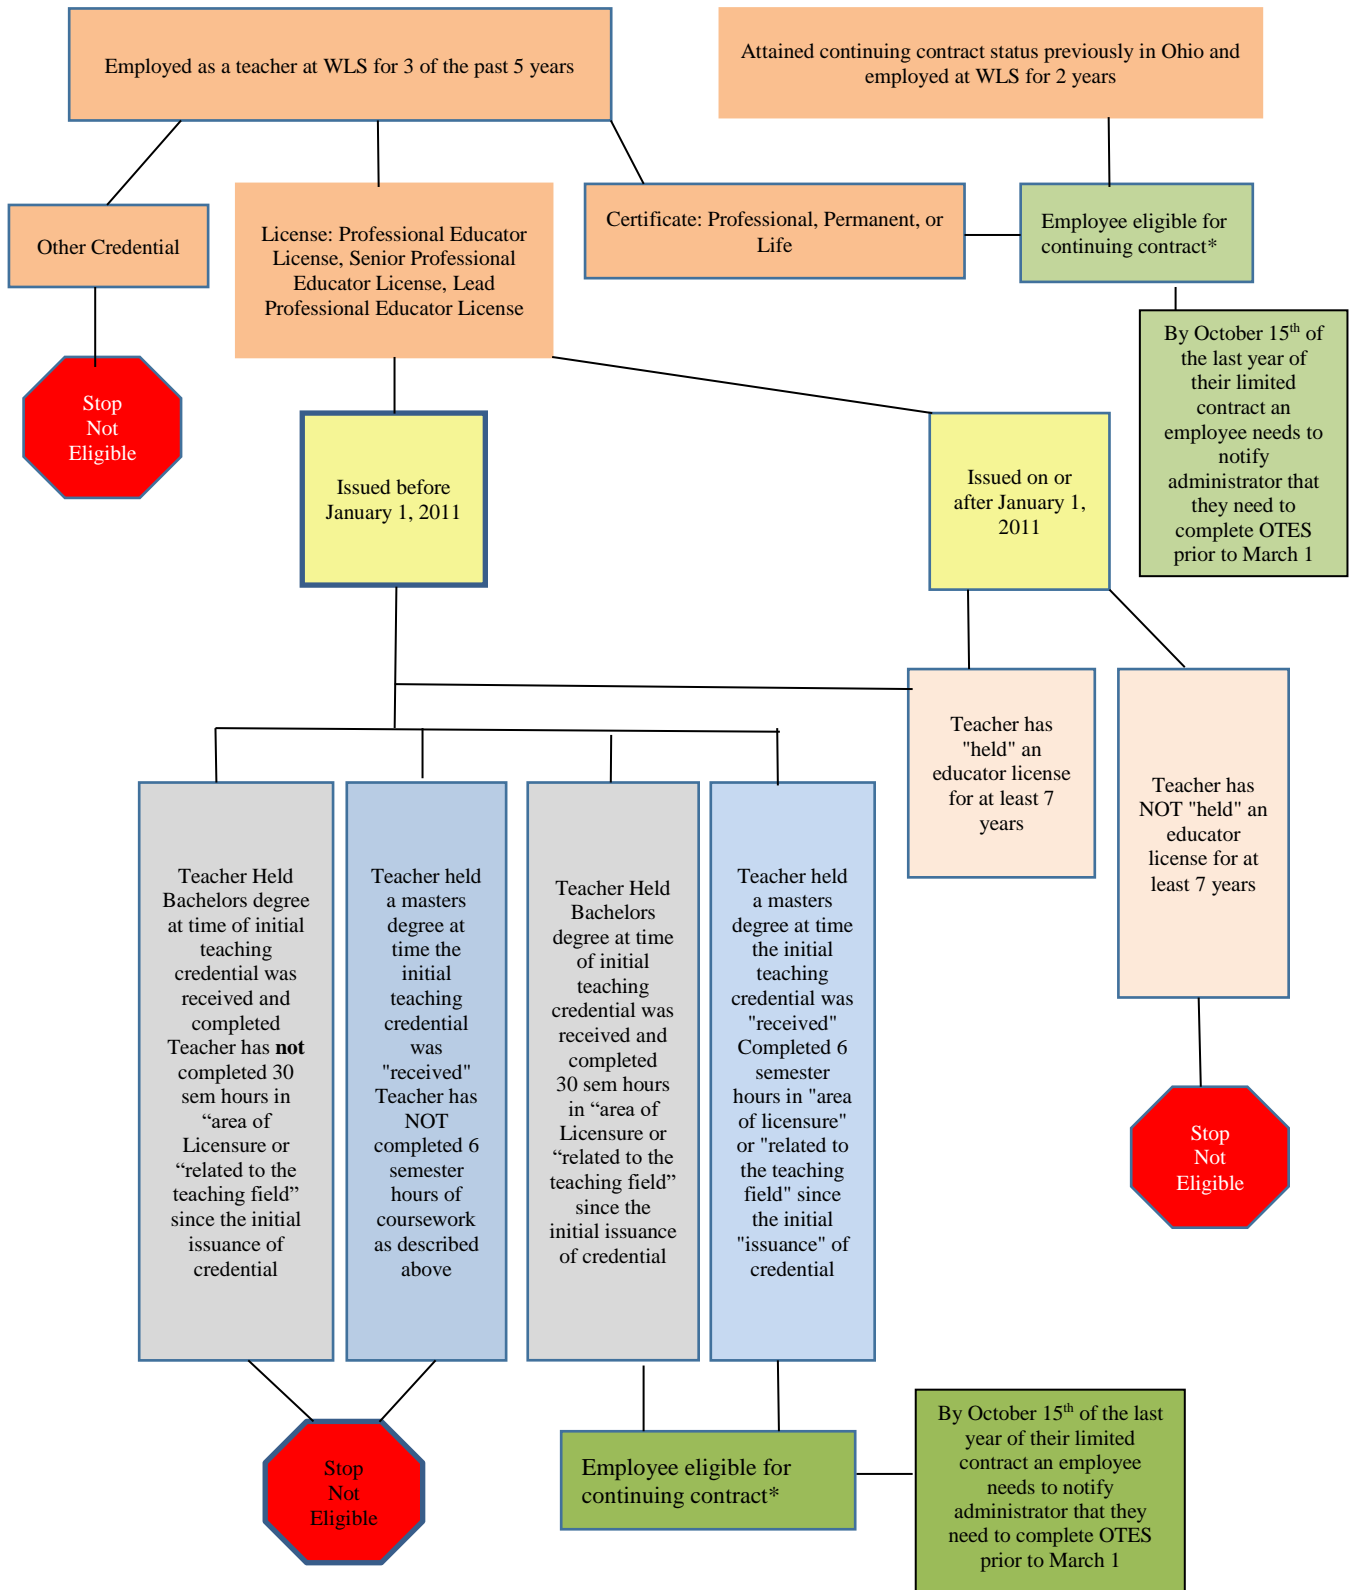 Employed as a teacher at WLS for 3 of the past 5 years
Attained continuing contract status previously in Ohio and
employed at WLS for 2 years
Other Credential
License: Professional Educator
License, Senior Professional
Educator License, Lead
Professional Educator License
Certificate: Professional, Permanent, or
Life
Employee eligible for
continuing contract*
By October 15th of
the last year of
their limited
contract an
employee needs to
notify
administrator that
they need to
complete OTES
prior to March 1
Stop
Not
Eligible
Issued before
January 1, 2011
Issued on or
after January 1,
2011
Teacher has
"held" an
educator license
for at least 7
years
Teacher has
NOT "held" an
educator
license for at
least 7 years
Teacher Held
Bachelors degree
at time of initial
teaching
credential was
received and
completed
Teacher has not
completed 30
sem hours in
“area of
Licensure or
“related to the
teaching field”
since the initial
issuance of
credential
Teacher held
a masters
degree at
time the
initial
teaching
credential
was
"received"
Teacher has
NOT
completed 6
semester
hours of
coursework
as described
above
Teacher Held
Bachelors
degree at time
of initial
teaching
credential was
received and
completed
30 sem hours
in “area of
Licensure or
“related to the
teaching field”
since the
initial issuance
of credential
Teacher held
a masters
degree at time
the initial
teaching
credential was
"received"
Completed 6
semester
hours in "area
of licensure"
or "related to
the teaching
field" since
the initial
"issuance" of
credential
Stop
Not
Eligible
Stop
Not
Eligible
Employee eligible for
continuing contract*
By October 15th of the last
year of their limited
contract an employee
needs to notify
administrator that they
need to complete OTES
prior to March 1